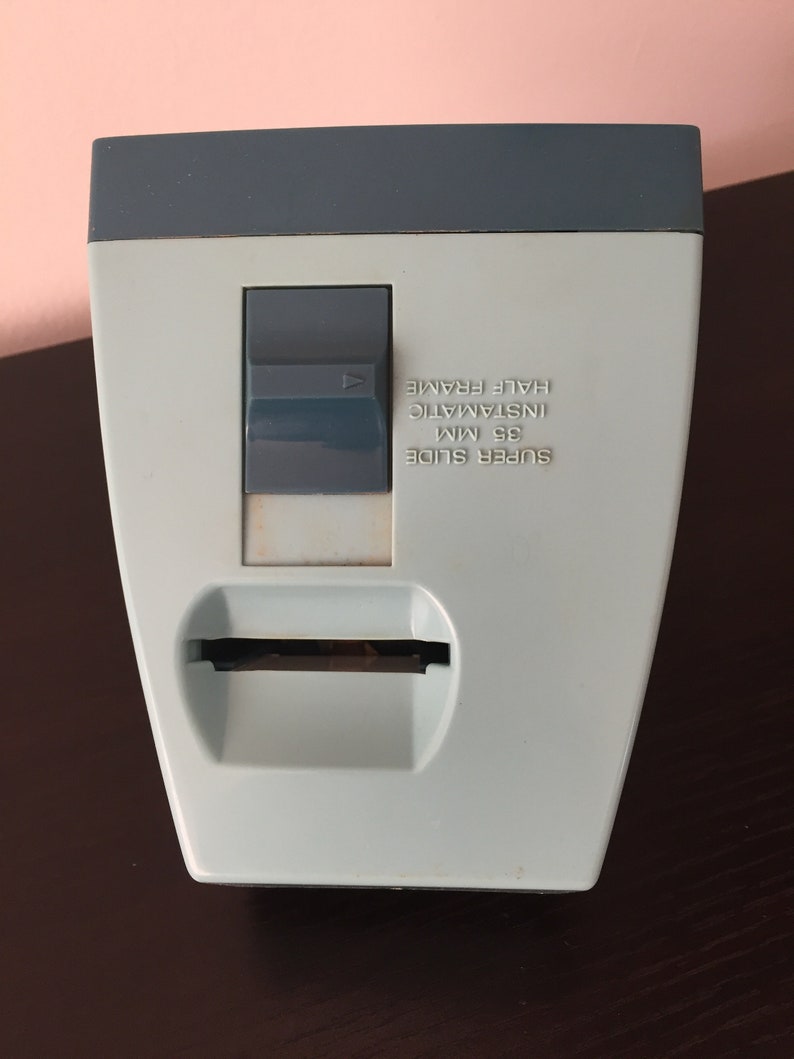 SUPER SLIDE
35 MM
INSTAMATIC
HALF FRAME